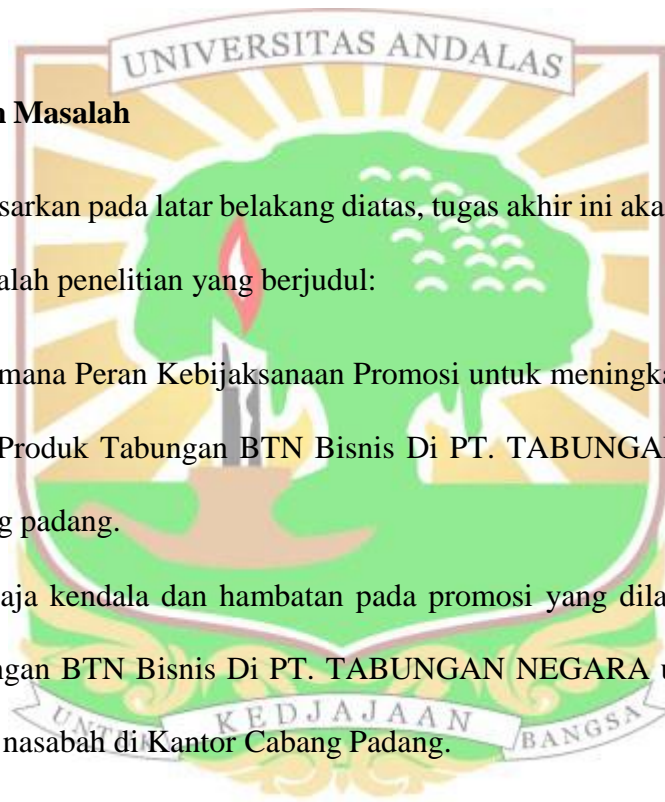 UNIVERSITAS ANDALAS
n Masalah
sarkan pada latar belakang diatas, tugas akhir ini aka
alah penelitian yang berjudul:
mana Peran Kebijaksanaan Promosi untuk meningka
Produk Tabungan BTN Bisnis Di PT. TABUNGA
g padang.
aja kendala dan hambatan pada promosi yang dila
ngan BTN Bisnis Di PT. TABUNGAN NEGARA u
nasabah di Kantor Cabang Padang.
UNTUK KEDJAJAAN BANGSA